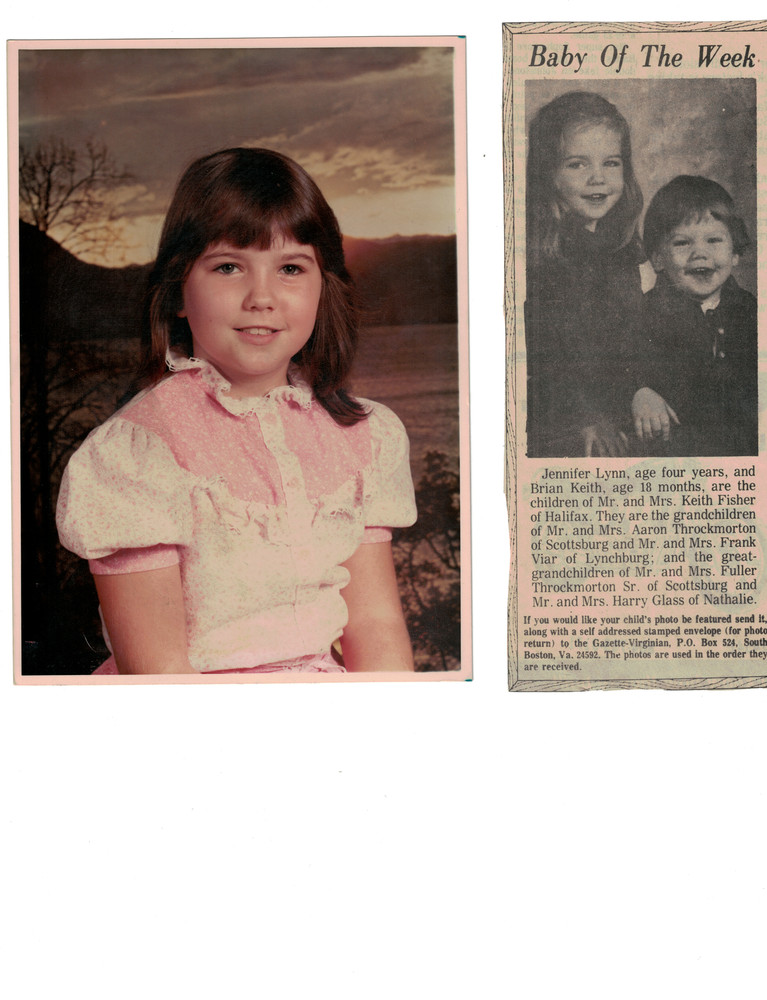 Baby Of The Week
Jennifer Lynn, age four years, and
Brian Keith, age 18 months, are the
children of Mr. and Mrs. Keith Fisher
of Halifax. They are the grandchildren
of Mr. and Mrs. Aaron Throckmorton
of Scottsburg and Mr. and Mrs. Frank
Viar of Lynchburg; and the great-
grandchildren of Mr. and Mrs. Fuller
Throckmorton Sr. of Scottsburg and
Mr. and Mrs. Harry Glass of Nathalie.
If you would like your child's photo be featured send it,
along with a self addressed stamped envelope (for photo
return) to the Gazette-Virginian, P.O. Box 524, South
Boston, Va. 24592. The photos are used in the order they
are received.